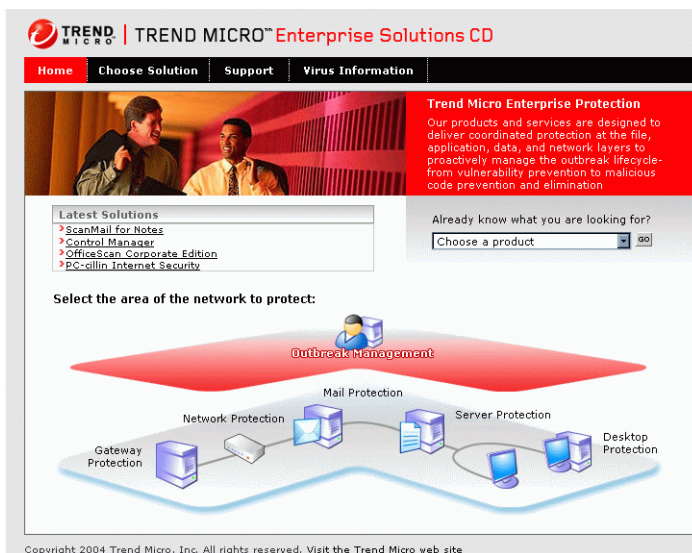 TREND MICRO | TREND MICRO™ Enterprise Solutions CD
Home Choose Solution Support Virus Information
Trend Micro Enterprise Protection
Our products and services are designed to
deliver coordinated protection at the file,
application, data, and network layers to
proactively manage the outbreak lifecycle-
from vulnerability prevention to malicious
code prevention and elimination
Latest Solutions
ScanMail for Notes
Control Manager
OfficeScan Corporate Edition
PC-cillin Internet Security
Already know what you are looking for?
Choose a product GO
Select the area of the network to protect:
Outbreak Management
Mail Protection
Network Protection
Server Protection
Gateway
Protection
Desktop
Protection
Copyright 2004 Trend Micro, Inc. All rights reserved. Visit the Trend Micro web site